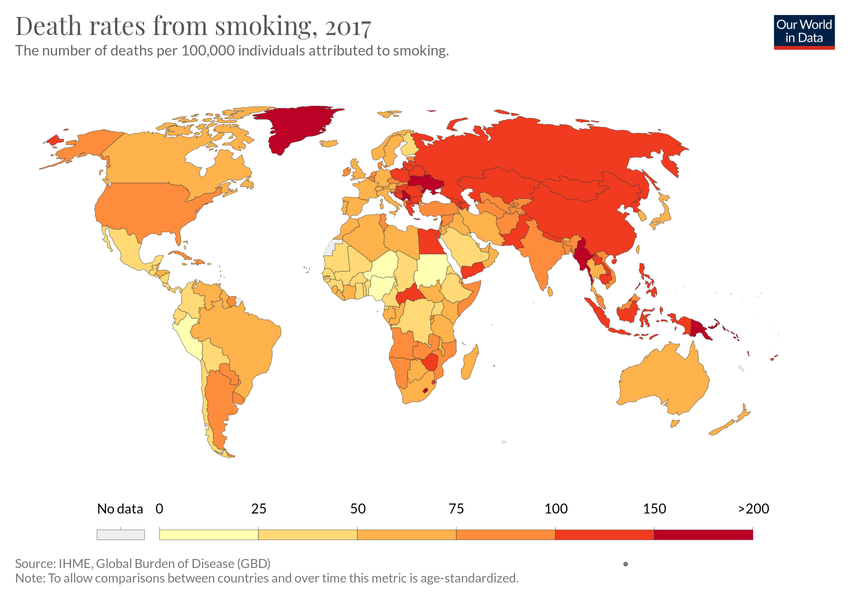 Death rates from smoking, 2017
The number of deaths per 100,000 individuals attributed to smoking.
Our World
in Data
No data 0 25 50 75 100 150 >200
Source: IHME, Global Burden of Disease (GBD)
Note: To allow comparisons between countries and over time this metric is age-standardized.